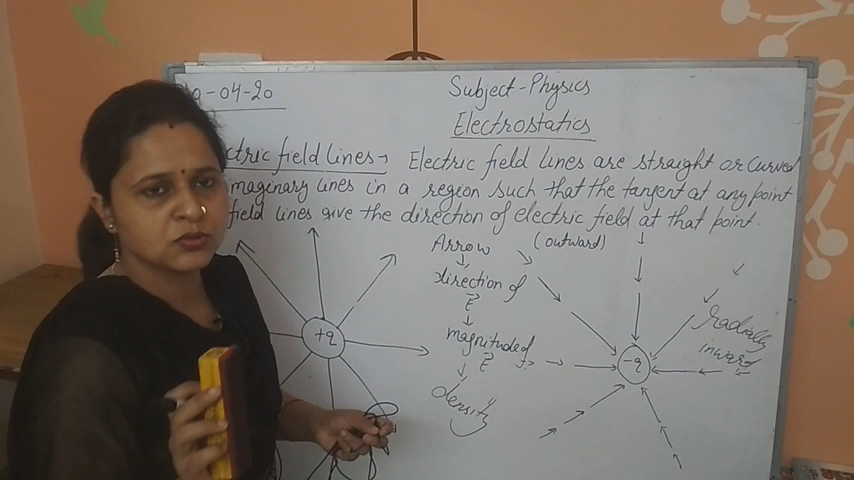 0-04-20
Subject-Physics
Electrostatics
ctric field lines → Electric field lines are straight or curved
maginary lines in a region such that the tangent at any point
field lines give the direction of electric field at that point.
Arrow
(outward)
direction of
E
magnitude of
E
density
+q
-q
Radially
inward